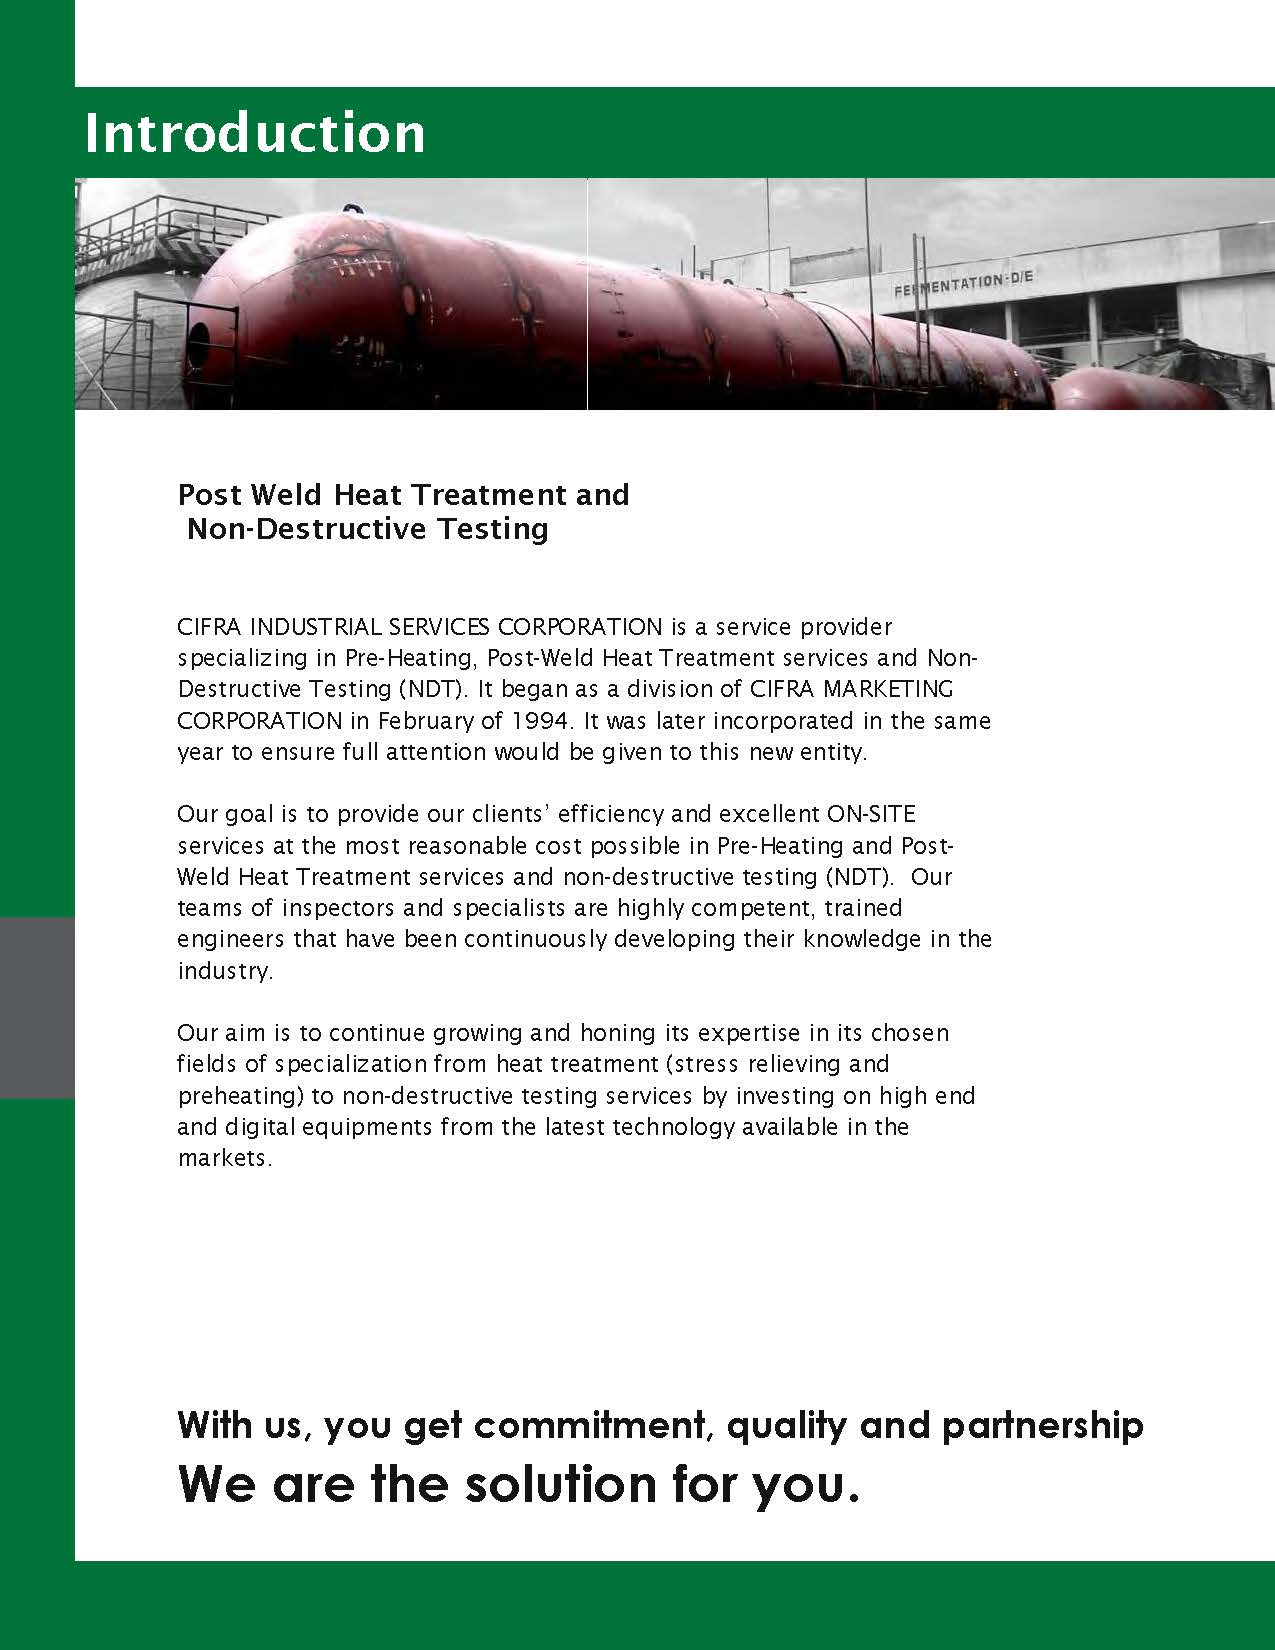 Introduction
FERMENTATION-D/E
Post Weld Heat Treatment and
Non-Destructive Testing
CIFRA INDUSTRIAL SERVICES CORPORATION is a service provider
specializing in Pre-Heating, Post-Weld Heat Treatment services and Non-
Destructive Testing (NDT). It began as a division of CIFRA MARKETING
CORPORATION in February of 1994. It was later incorporated in the same
year to ensure full attention would be given to this new entity.
Our goal is to provide our clients’ efficiency and excellent ON-SITE
services at the most reasonable cost possible in Pre-Heating and Post-
Weld Heat Treatment services and non-destructive testing (NDT).  Our
teams of inspectors and specialists are highly competent, trained
engineers that have been continuously developing their knowledge in the
industry.
Our aim is to continue growing and honing its expertise in its chosen
fields of specialization from heat treatment (stress relieving and
preheating) to non-destructive testing services by investing on high end
and digital equipments from the latest technology available in the
markets.
With us, you get commitment, quality and partnership
We are the solution for you.